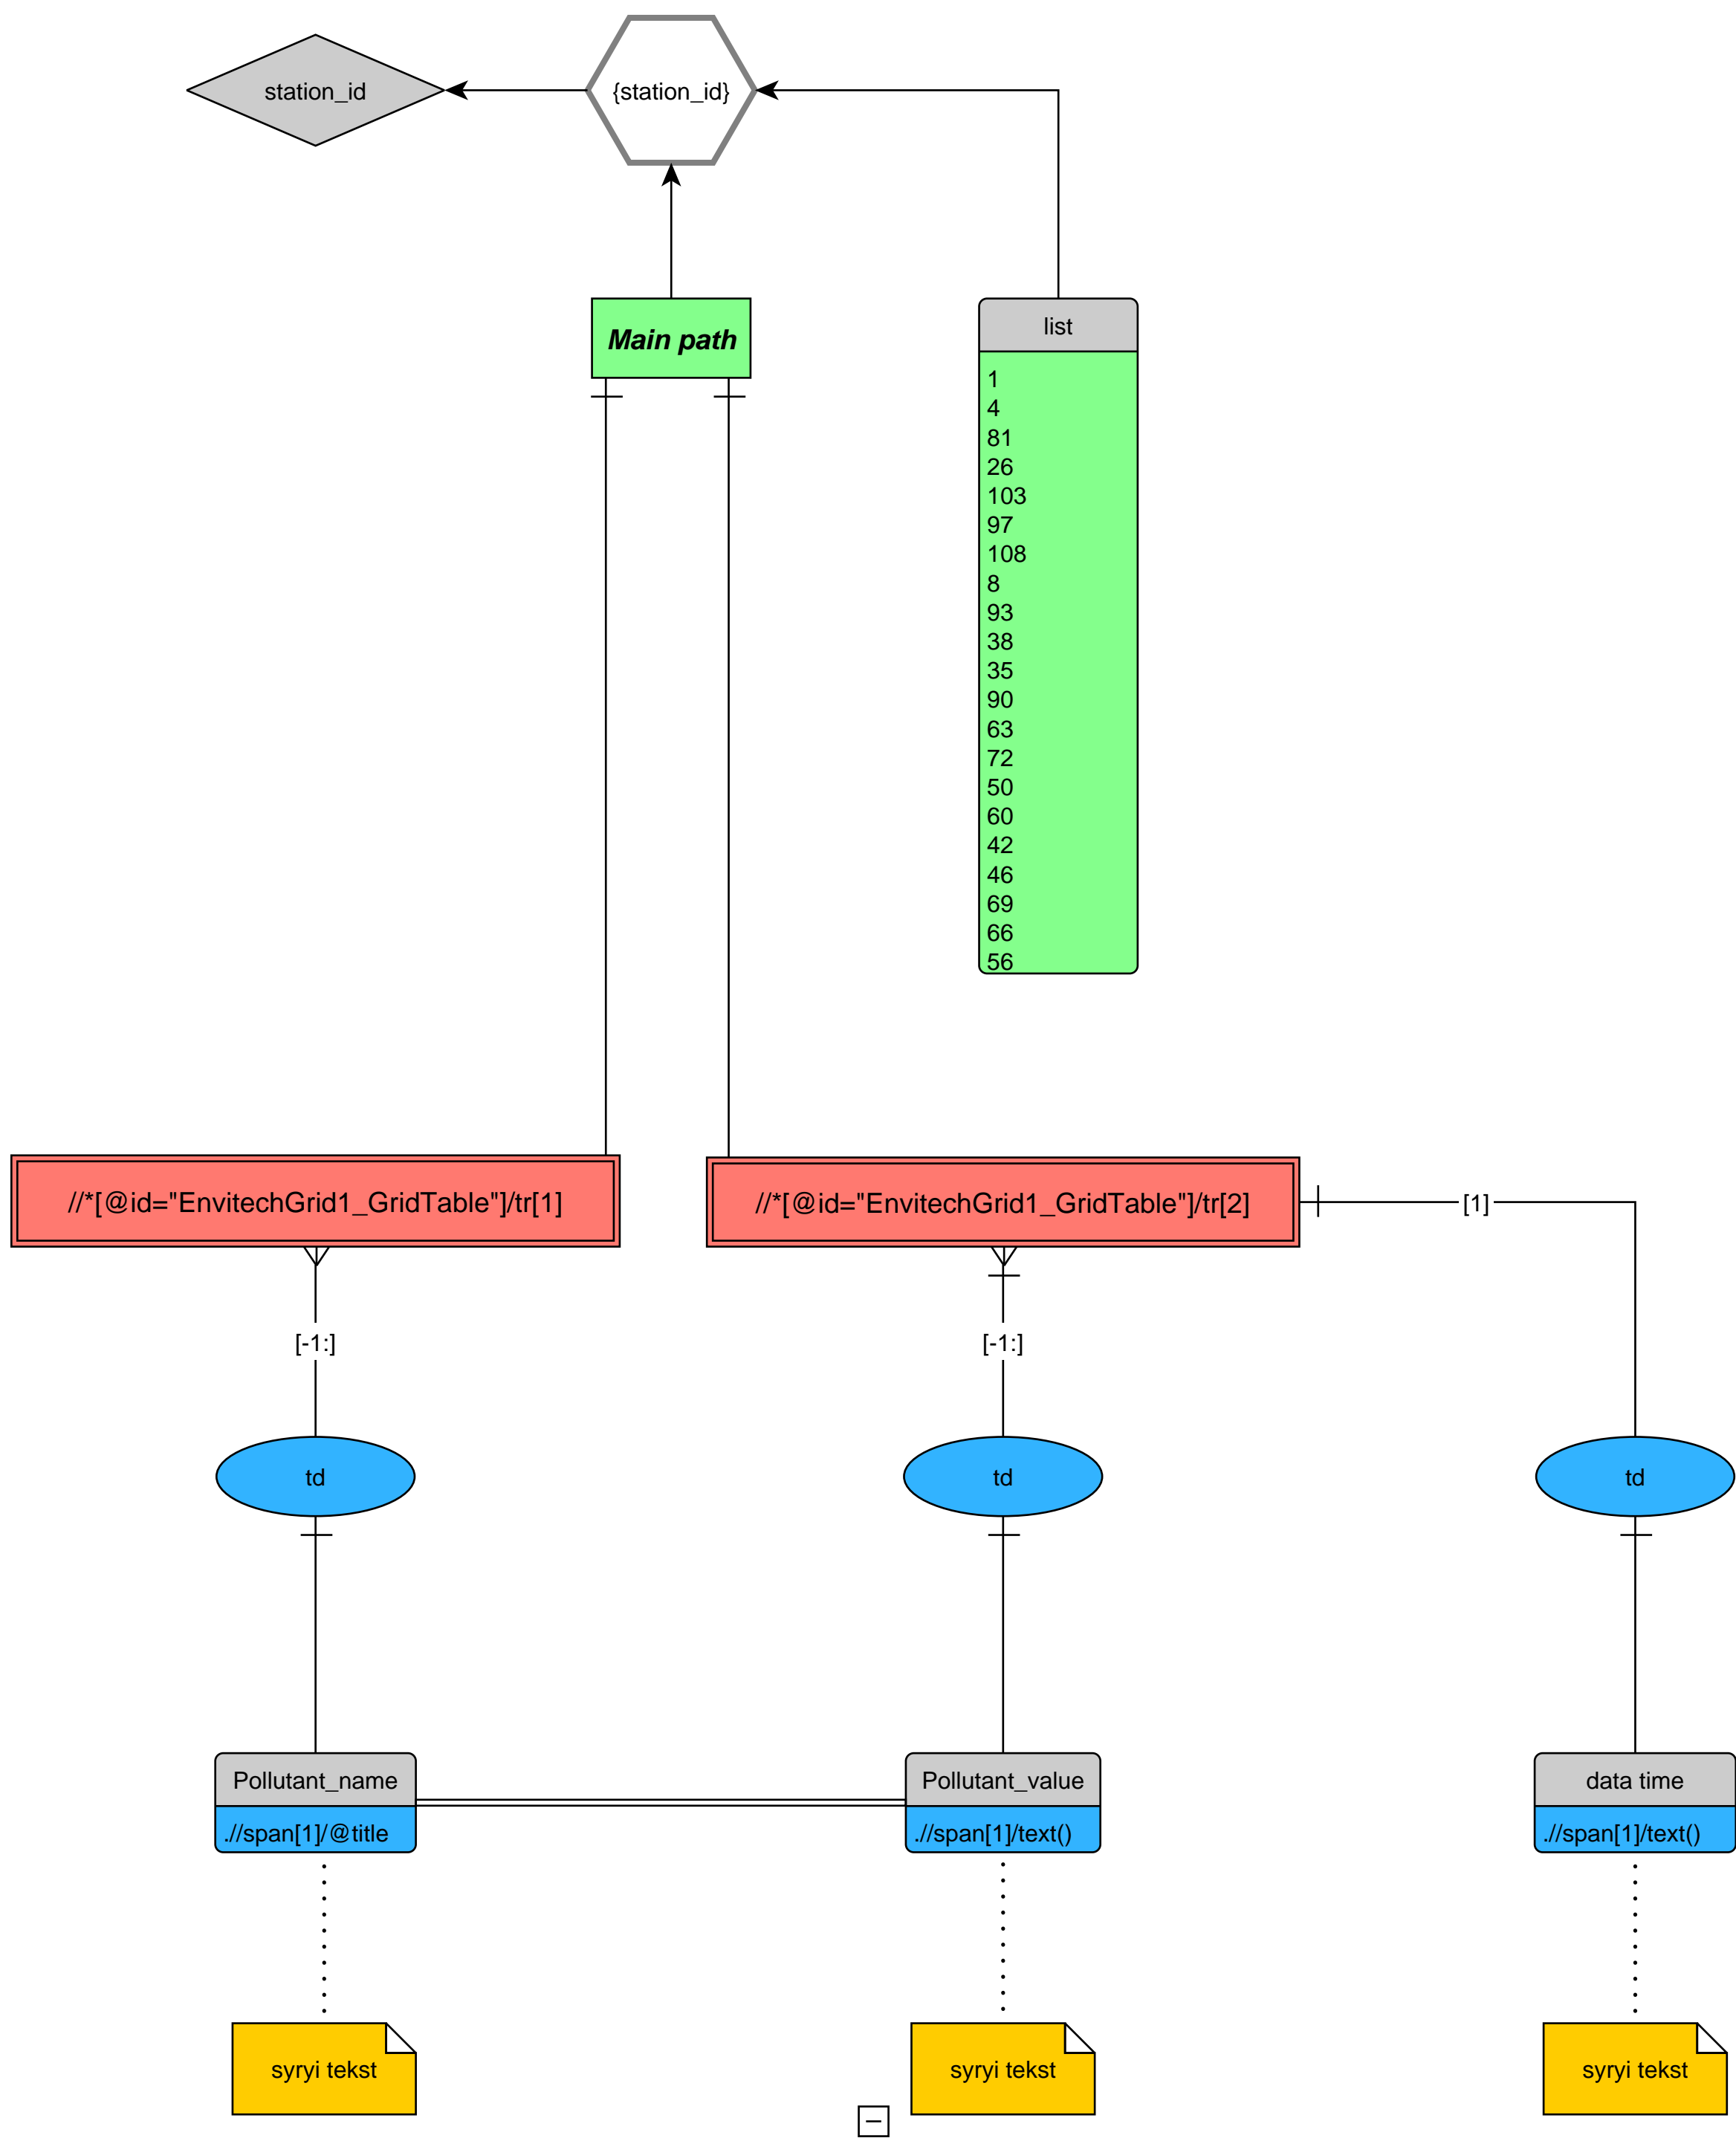 station_id
{station_id}
Main path
list
1
4
81
26
103
97
108
8
93
38
35
90
63
72
50
60
42
46
69
66
56
//*[@id="EnvitechGrid1_GridTable"]/tr[1]
//*[@id="EnvitechGrid1_GridTable"]/tr[2]
[1]
[-1:]
[-1:]
td
td
td
Pollutant_name
Pollutant_value
data time
.//span[1]/@title
.//span[1]/text()
.//span[1]/text()
syryi tekst
syryi tekst
syryi tekst